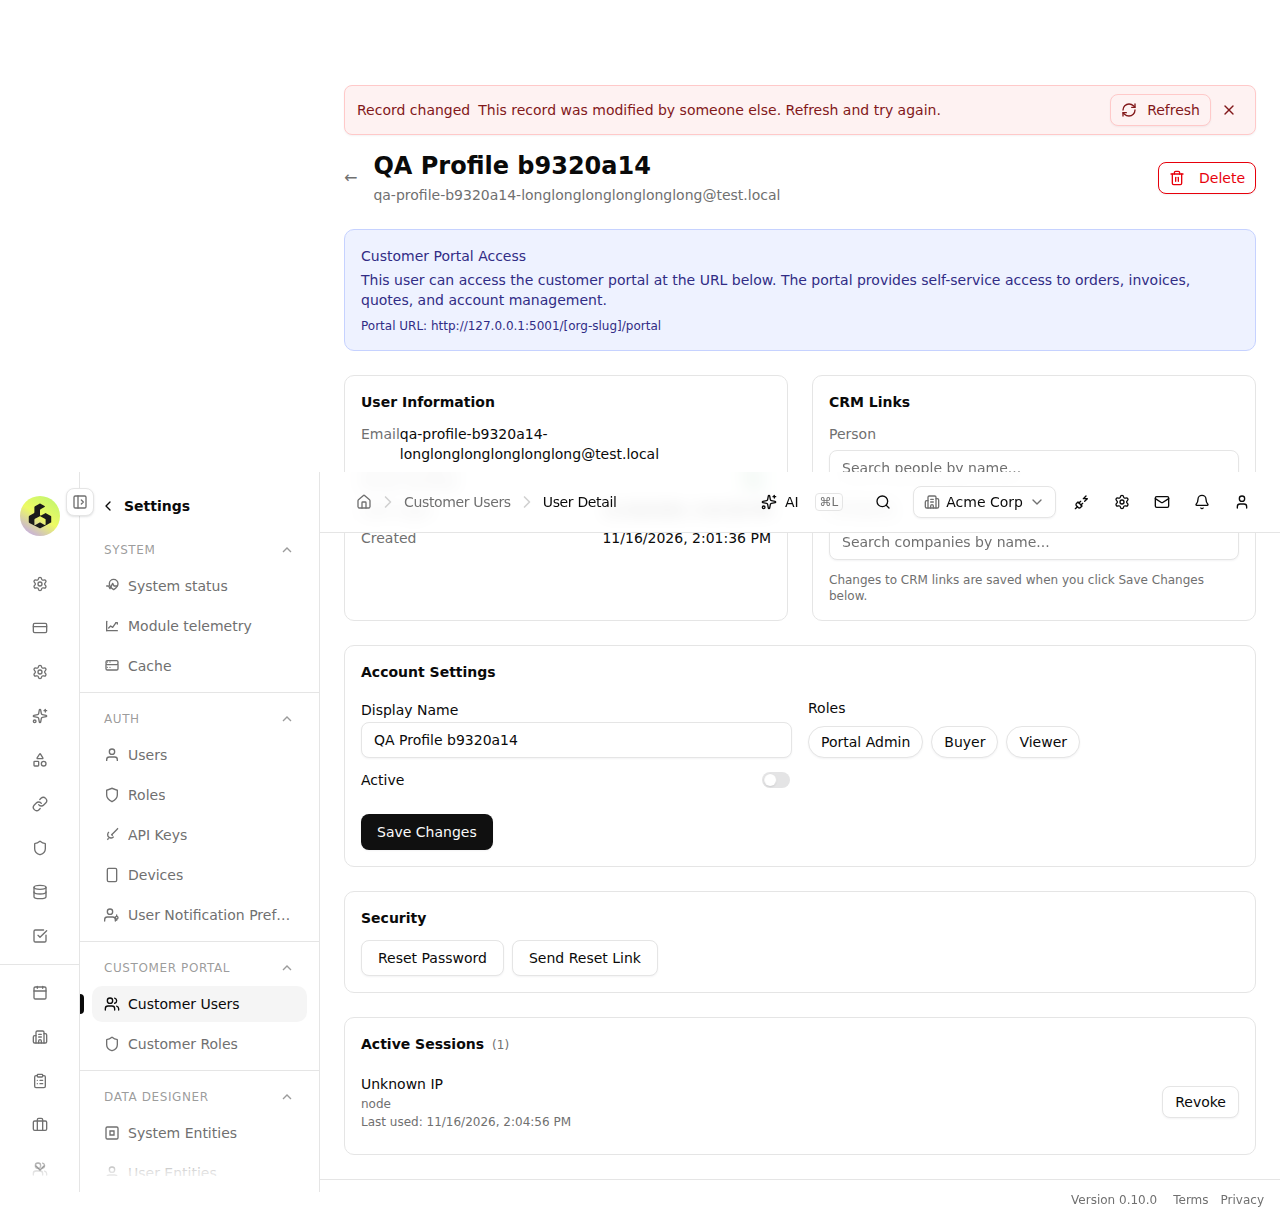 Record changed This record was modified by someone else. Refresh and try again.
Refresh
←
QA Profile b9320a14
qa-profile-b9320a14-longlonglonglonglonglong@test.local
Delete
Customer Portal Access
This user can access the customer portal at the URL below. The portal provides self-service access to orders, invoices,
quotes, and account management.
Portal URL: http://127.0.0.1:5001/[org-slug]/portal
User Information
Email
qa-profile-b9320a14-
longlonglonglonglonglong@test.local
Created
11/16/2026, 2:01:36 PM
CRM Links
Person
Search people by name...
Search companies by name...
Changes to CRM links are saved when you click Save Changes
below.
Customer Users
User Detail
AI
⌘L
Acme Corp
Settings
SYSTEM
System status
Module telemetry
Cache
AUTH
Users
Roles
API Keys
Devices
User Notification Pref...
CUSTOMER PORTAL
Customer Users
Customer Roles
DATA DESIGNER
System Entities
User Entities
Account Settings
Display Name
QA Profile b9320a14
Roles
Portal Admin
Buyer
Viewer
Active
Save Changes
Security
Reset Password
Send Reset Link
Active Sessions (1)
Unknown IP
node
Last used: 11/16/2026, 2:04:56 PM
Revoke
Version 0.10.0
Terms
Privacy